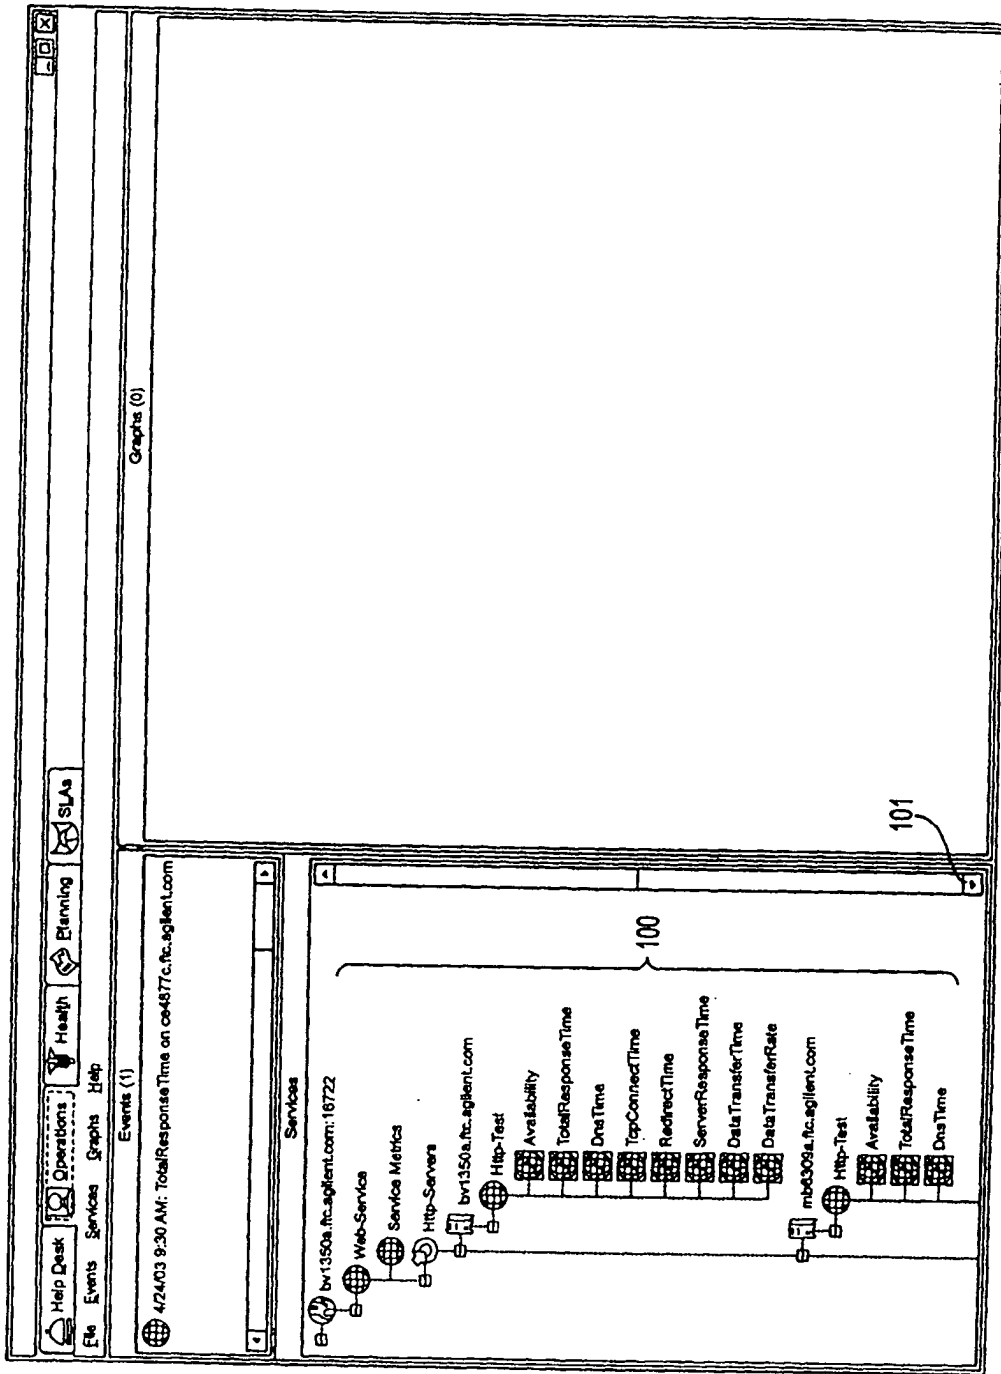 Help Desk Operations Health Planning SLAs
File Events Services Graphs Help
Events (1)
4/24/03 9:30 AM: TotalResponseTime on ce4877c.ftc.agilent.com
Services
bv1350a.ftc.agilent.com:16722
Web-Service
Service Metrics
Http-Servers
bv1350a.ftc.agilent.com
Http-Test
Availability
TotalResponseTime
DnsTime
TcpConnectTime
RedirectTime
ServerResponseTime
DataTransferTime
DataTransferRate
mb6309a.ftc.agilent.com
Http-Test
Availability
TotalResponseTime
DnsTime
100
101
Graphs (0)